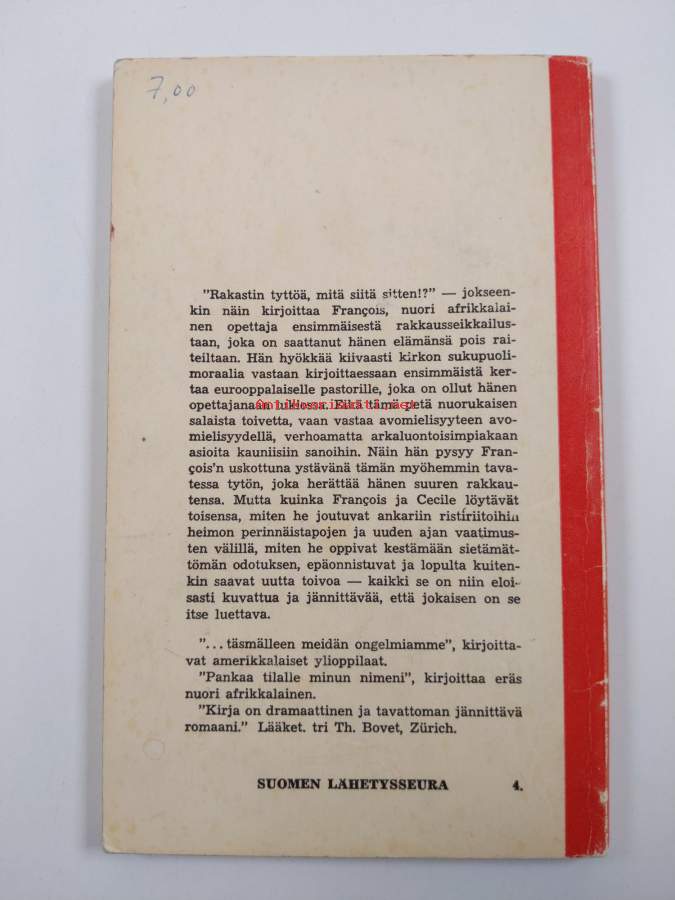 7,00
"Rakastin tyttöä, mitä siitä sitten!?" — jokseen-
kin näin kirjoittaa François, nuori afrikkalai-
nen opettaja ensimmäisestä rakkausseikkailus-
taan, joka on saattanut hänen elämänsä pois rai-
teiltaan. Hän hyökkää kiivaasti kirkon sukupuoli-
moraalia vastaan kirjoittaessaan ensimmäistä ker-
taa eurooppalaiselle pastorille, joka on ollut hänen
opettajanaan lukiossa. Eikä tämä petä nuorukaisen
salaista toivetta, vaan vastaa avomielisyyteen avo-
mielisyydellä, verhoamatta arkaluontoisimpiakaan
asioita kauniisiin sanoihin. Näin hän pysyy Fran-
çois'n uskottuna ystävänä tämän myöhemmin tava-
tessa tytön, joka herättää hänen suuren rakkau-
tensa. Mutta kuinka François ja Cecile löytävät
toisensa, miten he joutuvat ankariin ristiriitoihin
heimon perinnäistapojen ja uuden ajan vaatimus-
ten välillä, miten he oppivat kestämään sietämät-
tömän odotuksen, epäonnistuvat ja lopulta kuiten-
kin saavat uutta toivoa — kaikki se on niin eloi-
sasti kuvattua ja jännittävää, että jokaisen on se
itse luettava.
"... täsmälleen meidän ongelmiamme", kirjoitta-
vat amerikkalaiset ylioppilaat.
"Pankaa tilalle minun nimeni", kirjoittaa eräs
nuori afrikkalainen.
"Kirja on dramaattinen ja tavattoman jännittävä
romaani." Lääket. tri Th. Bovet, Zürich.
SUOMEN LÄHETYSSEURA 4.